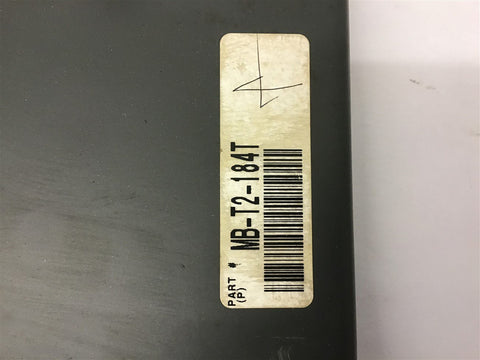 PART #
(P)
MB-T2-184T